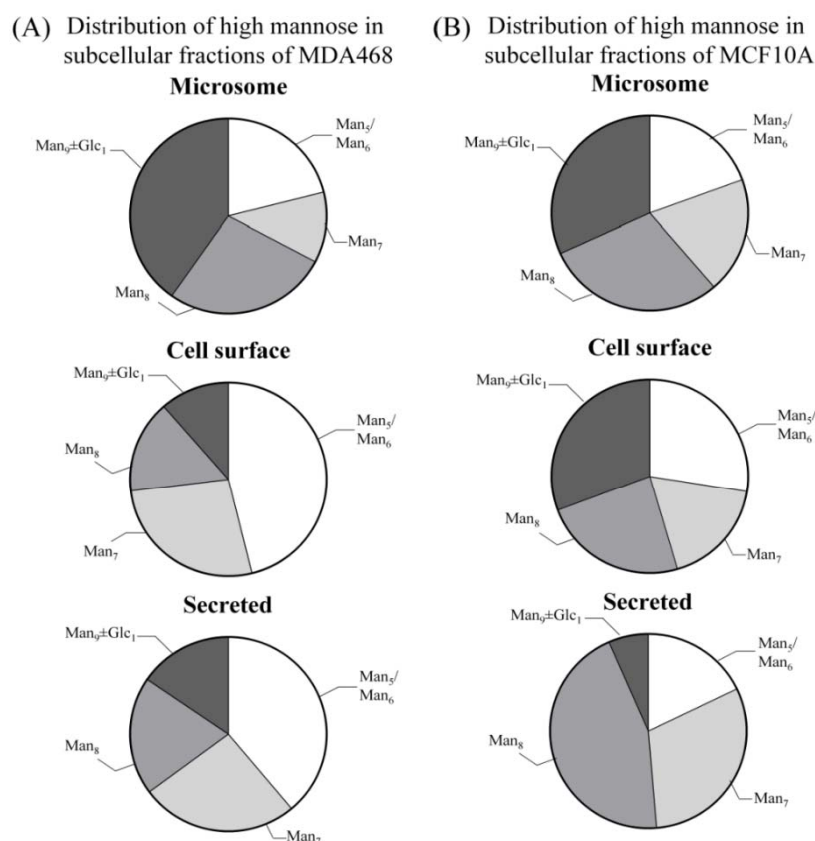 (A) Distribution of high mannose in
subcellular fractions of MDA468
Microsome
Man₉±Glc₁
Man₅/
Man₆
Man₇
Man₈
Cell surface
Man₉±Glc₁
Man₅/
Man₆
Man₈
Man₇
Secreted
Man₉±Glc₁
Man₅/
Man₆
Man₈
Man₇
(B) Distribution of high mannose in
subcellular fractions of MCF10A
Microsome
Man₉±Glc₁
Man₅/
Man₆
Man₇
Man₈
Cell surface
Man₉±Glc₁
Man₅/
Man₆
Man₈
Man₇
Secreted
Man₉±Glc₁
Man₅/
Man₆
Man₈
Man₇